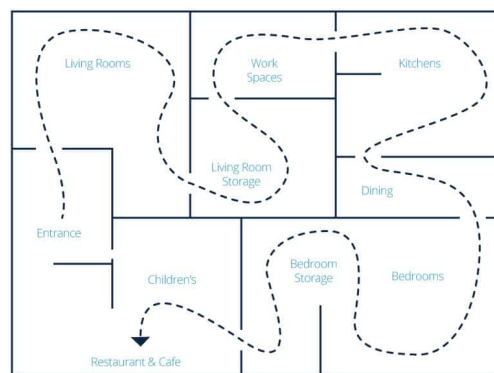 Living Rooms
Work
Spaces
Kitchens
Living Room
Storage
Dining
Entrance
Children's
Bedroom
Storage
Bedrooms
Restaurant & Cafe